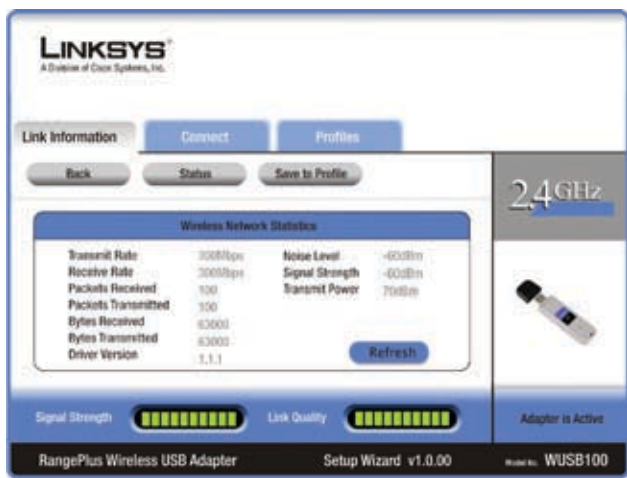 LINKSYS®
A Division of Cisco Systems, Inc.
Link Information
Connect
Profiles
Back
Status
Save to Profile
2.4GHz
Wireless Network Statistics
Transmit Rate 300Mbps
Receive Rate 300Mbps
Packets Received 100
Packets Transmitted 100
Bytes Received 63000
Bytes Transmitted 63000
Driver Version 1.1.1
Noise Level -60dBm
Signal Strength -60dBm
Transmit Power 70dBm
Refresh
Signal Strength
Link Quality
Adapter is Active
RangePlus Wireless USB Adapter
Setup Wizard v1.0.00
Model No. WUSB100